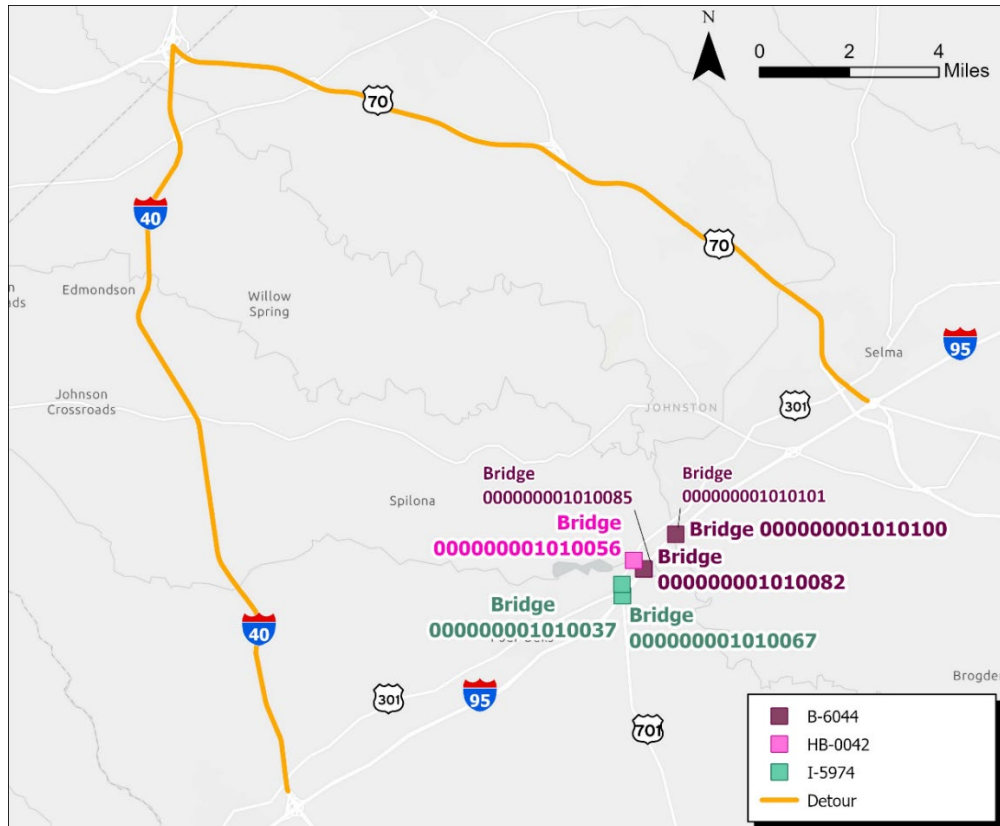 N
0 2 4
Miles
70
40
Edmondson
Willow
Spring
70
Selma
95
Johnson
Crossroads
JOHNSTON
301
Spilona
Bridge
000000001010085
Bridge
000000001010101
Bridge
000000001010056
Bridge 000000001010100
Bridge
000000001010082
Bridge
000000001010037
Bridge
000000001010067
40
301
95
701
Brogden
B-6044
HB-0042
I-5974
Detour